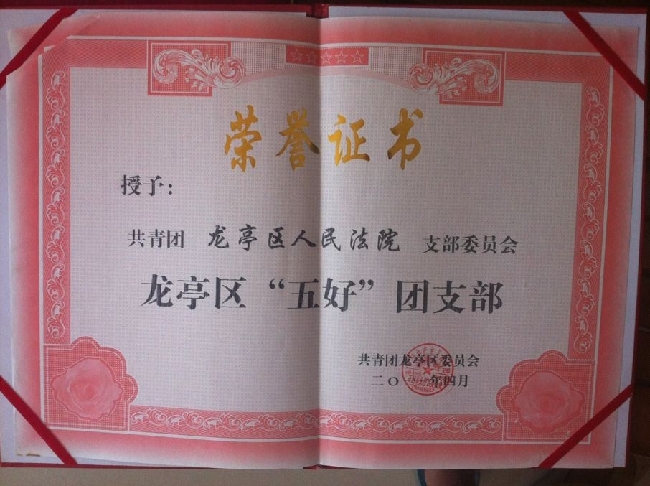 荣誉证书
授予：
共青团 龙亭区人民法院 支部委员会
龙亭区“五好”团支部
共青团龙亭区委员会
二〇一一年四月